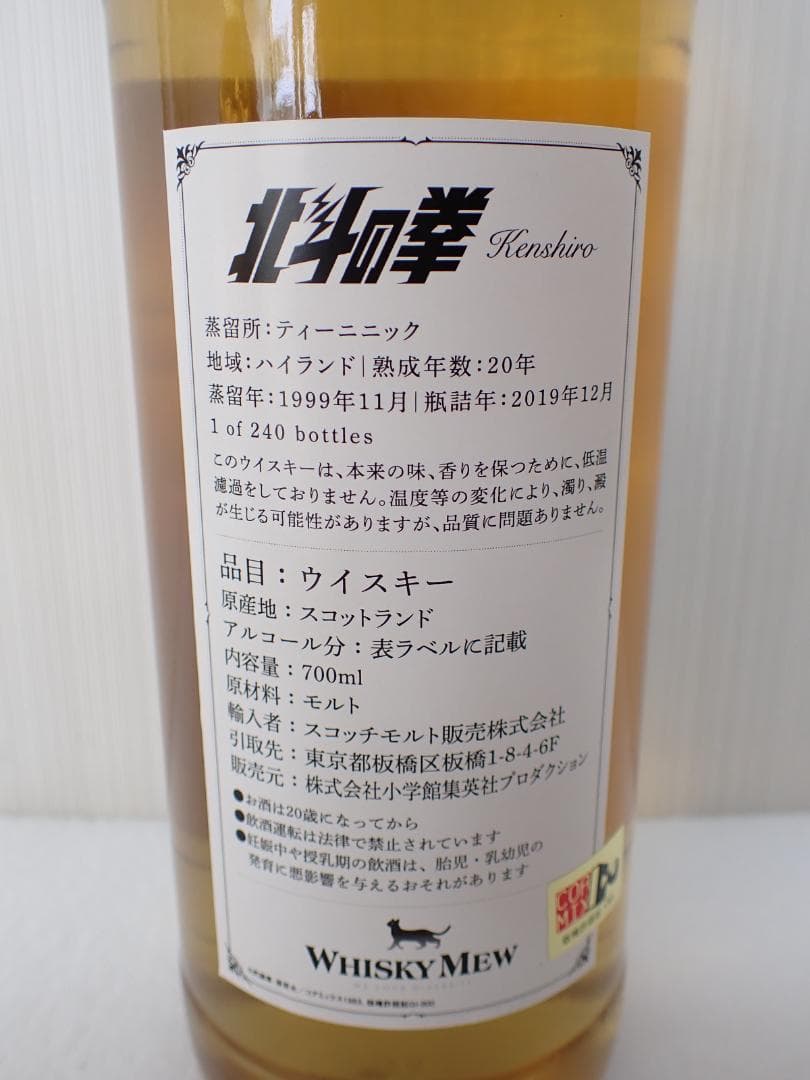 北斗の拳 Kenshiro
蒸留所：ティーニニック
地域：ハイランド｜熟成年数：20年
蒸留年：1999年11月｜瓶詰年：2019年12月
1 of 240 bottles
このウイスキーは、本来の味、香りを保つために、低温
濾過をしておりません。温度等の変化により、濁り、澱
が生じる可能性がありますが、品質に問題ありません。
品目：ウイスキー
原産地：スコットランド
アルコール分：表ラベルに記載
内容量：700ml
原材料：モルト
輸入者：スコッチモルト販売株式会社
引取先：東京都板橋区板橋1-8-4-6F
販売元：株式会社小学館集英社プロダクション
●お酒は20歳になってから
●飲酒運転は法律で禁止されています
●妊娠中や授乳期の飲酒は、胎児・乳幼児の
発育に悪影響を与えるおそれがあります
WHISKY MEW